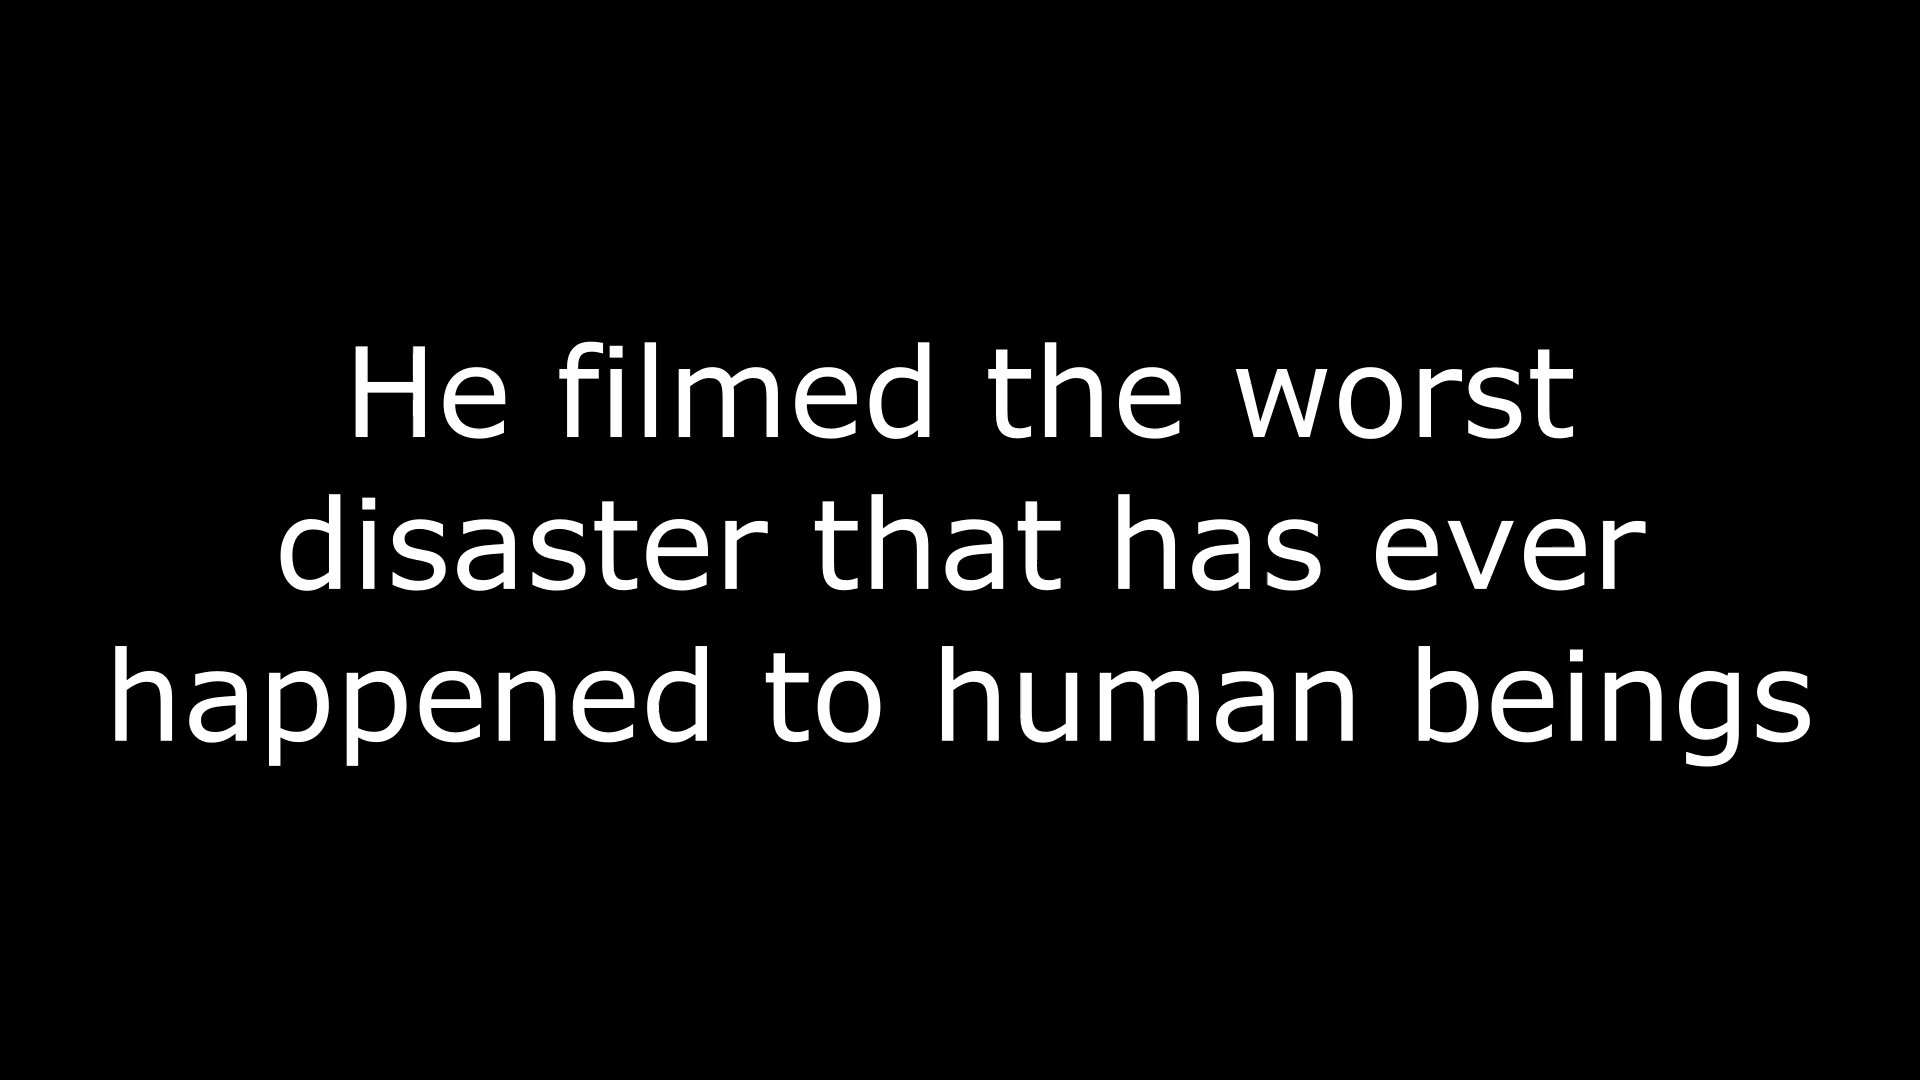 He filmed the worst
disaster that has ever
happened to human beings